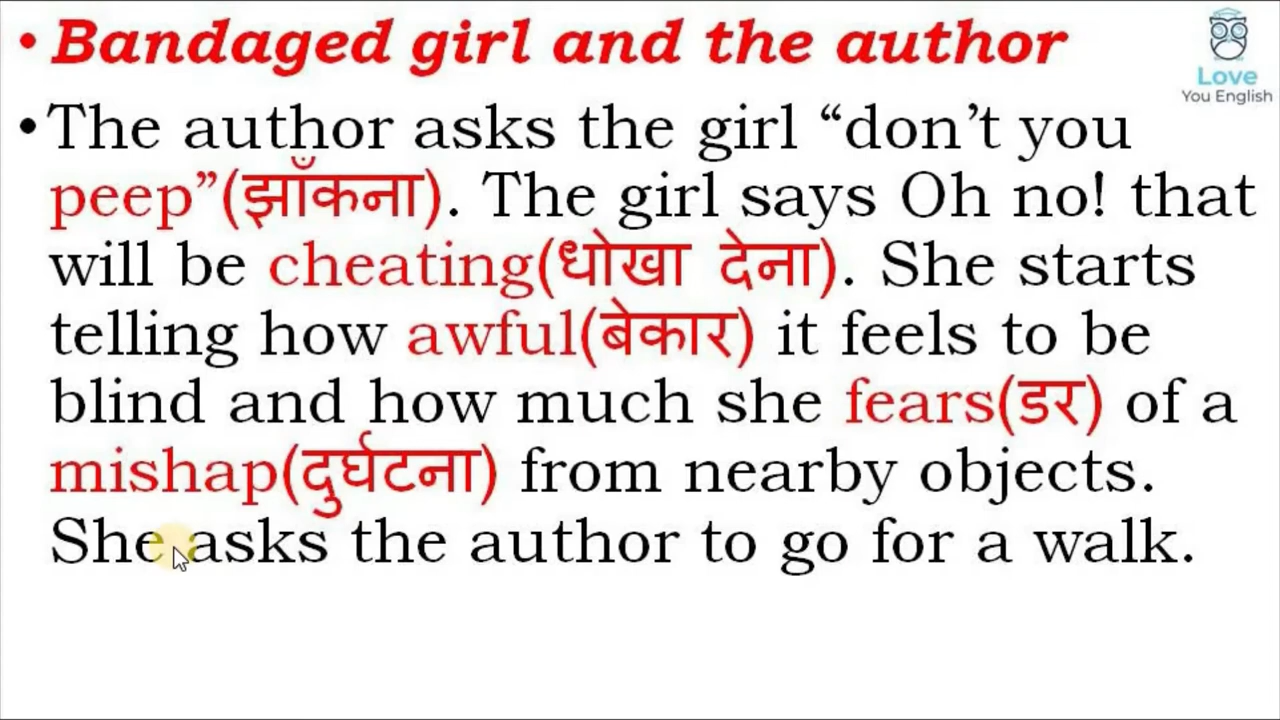 • Bandaged girl and the author
Love
You English
• The author asks the girl “don’t you
peep”(झाँकना). The girl says Oh no! that
will be cheating(धोखा देना). She starts
telling how awful(बेकार) it feels to be
blind and how much she fears(डर) of a
mishap(दुर्घटना) from nearby objects.
She asks the author to go for a walk.